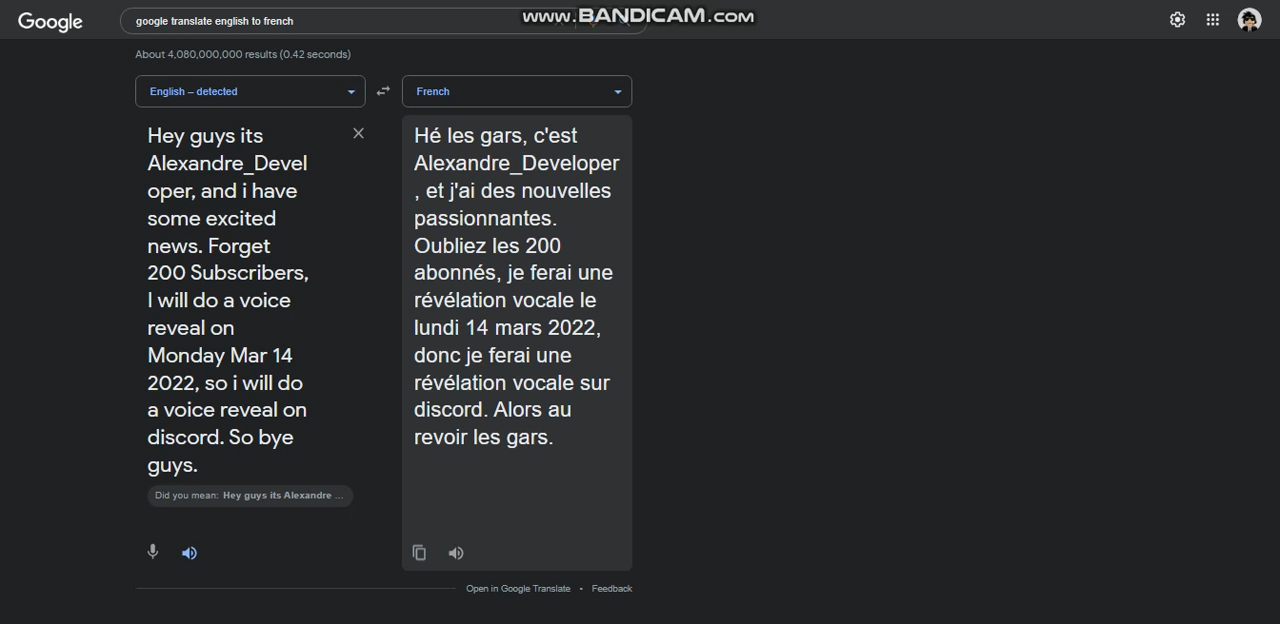 www.BANDICAM.com
Google
google translate english to french
About 4,080,000,000 results (0.42 seconds)
English – detected
French
Hey guys its
Alexandre_Devel
oper, and i have
some excited
news. Forget
200 Subscribers,
I will do a voice
reveal on
Monday Mar 14
2022, so i will do
a voice reveal on
discord. So bye
guys.
Did you mean: Hey guys its Alexandre ...
Hé les gars, c'est
Alexandre_Developer
, et j'ai des nouvelles
passionnantes.
Oubliez les 200
abonnés, je ferai une
révélation vocale le
lundi 14 mars 2022,
donc je ferai une
révélation vocale sur
discord. Alors au
revoir les gars.
Open in Google Translate • Feedback